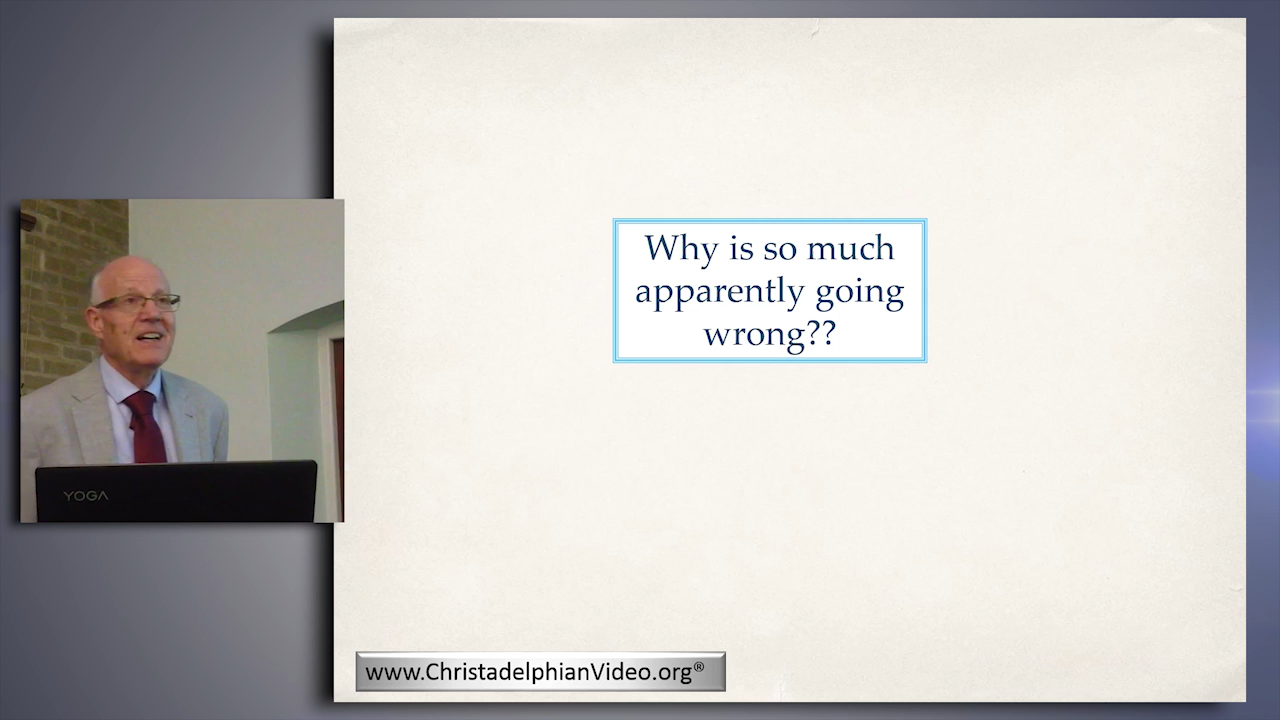 Why is so much
apparently going
wrong??
YOGA
www.ChristadelphianVideo.org®